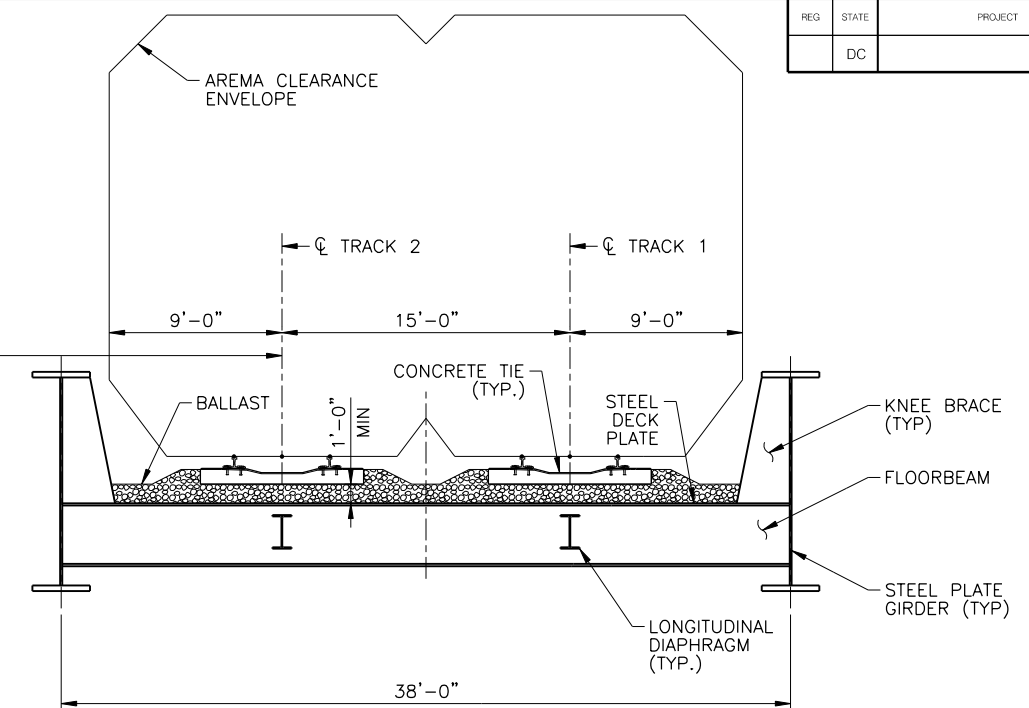 REG STATE PROJECT
DC
AREMA CLEARANCE
ENVELOPE
℄ TRACK 2
℄ TRACK 1
9'-0"
15'-0"
9'-0"
CONCRETE TIE
(TYP.)
BALLAST
1'-0"
MIN
STEEL
DECK
PLATE
KNEE BRACE
(TYP)
FLOORBEAM
STEEL PLATE
GIRDER (TYP)
LONGITUDINAL
DIAPHRAGM
(TYP.)
38'-0"